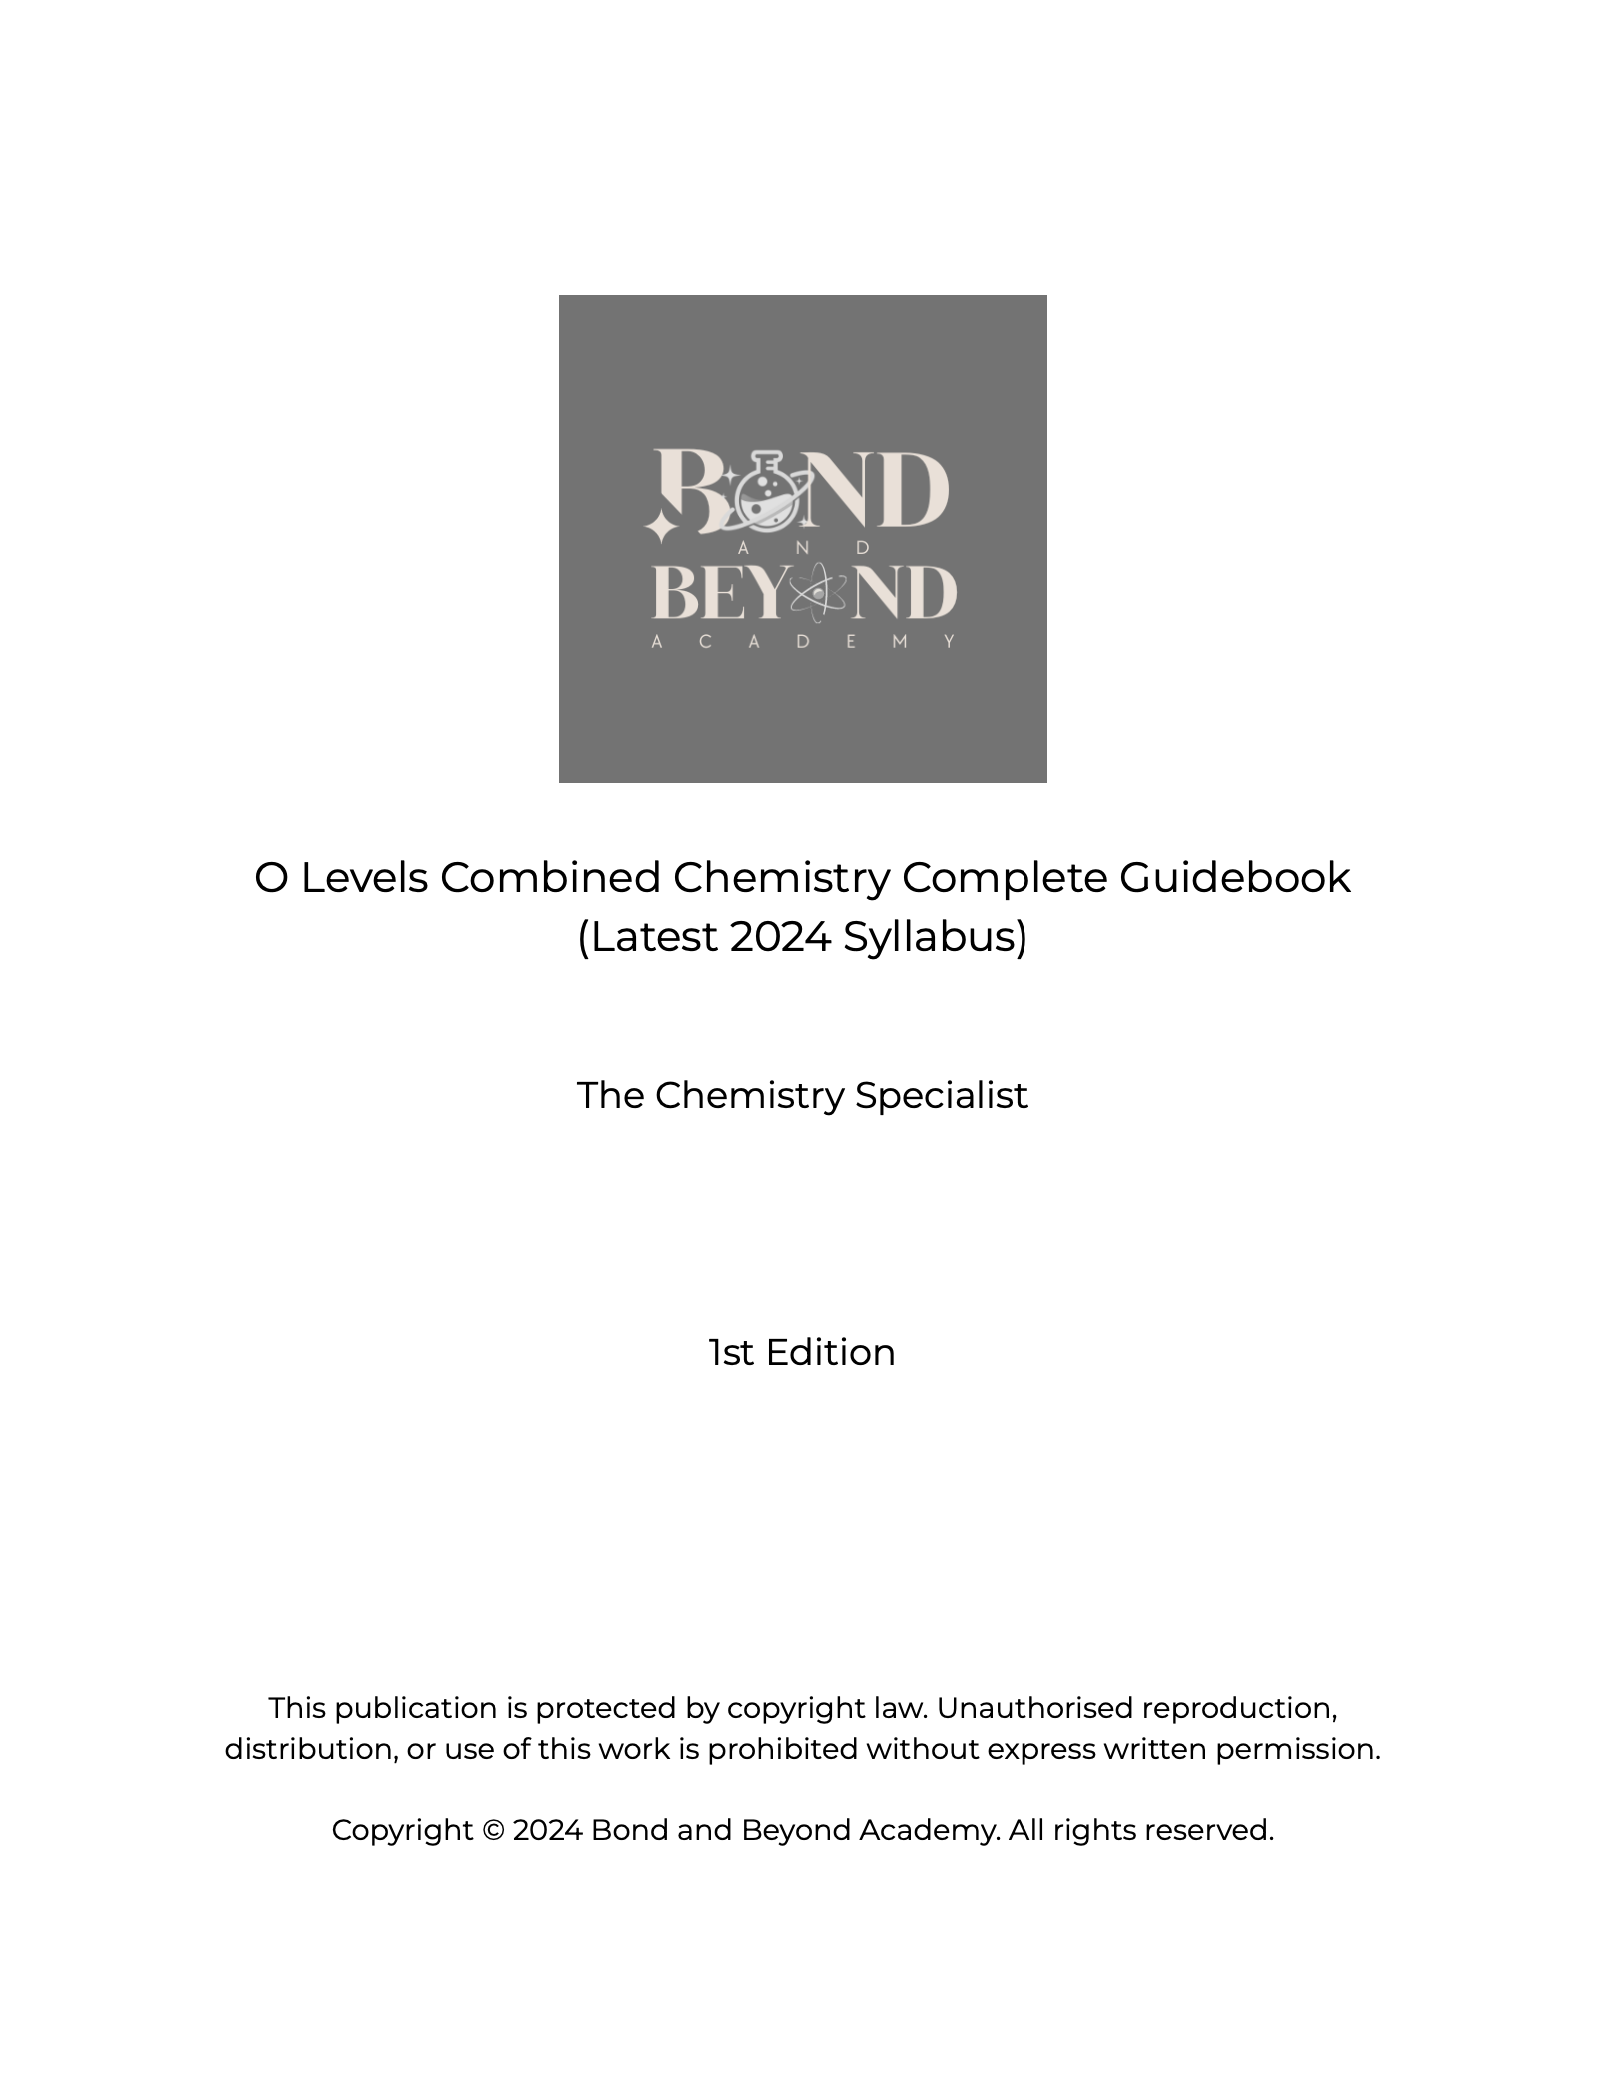 BOND
AND
BEYOND
ACADEMY
O Levels Combined Chemistry Complete Guidebook
(Latest 2024 Syllabus)
The Chemistry Specialist
1st Edition
This publication is protected by copyright law. Unauthorised reproduction,
distribution, or use of this work is prohibited without express written permission.
Copyright © 2024 Bond and Beyond Academy. All rights reserved.